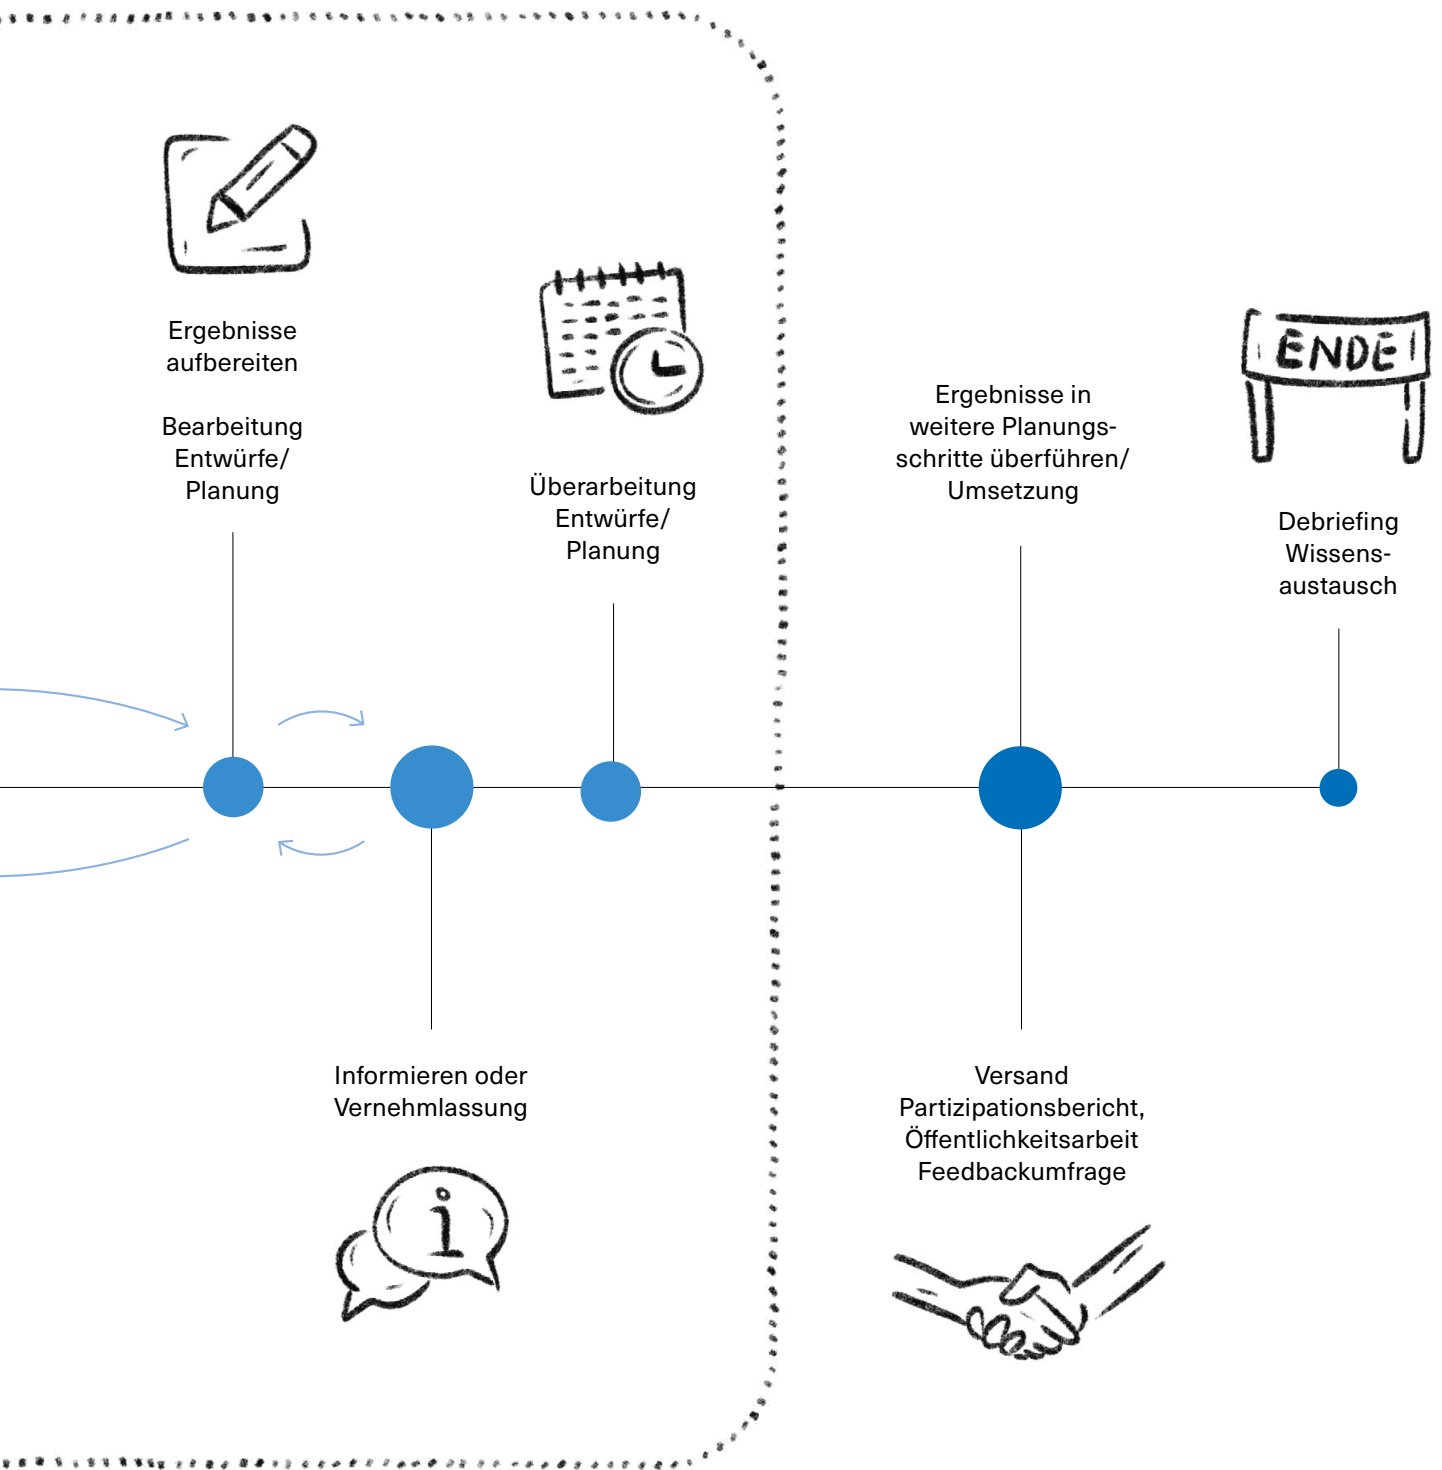 Ergebnisse
aufbereiten
Bearbeitung
Entwürfe/
Planung
Überarbeitung
Entwürfe/
Planung
Informieren oder
Vernehmlassung
i
Ergebnisse in
weitere Planungs-
schritte überführen/
Umsetzung
Versand
Partizipationsbericht,
Öffentlichkeitsarbeit
Feedbackumfrage
ENDE
Debriefing
Wissens-
austausch